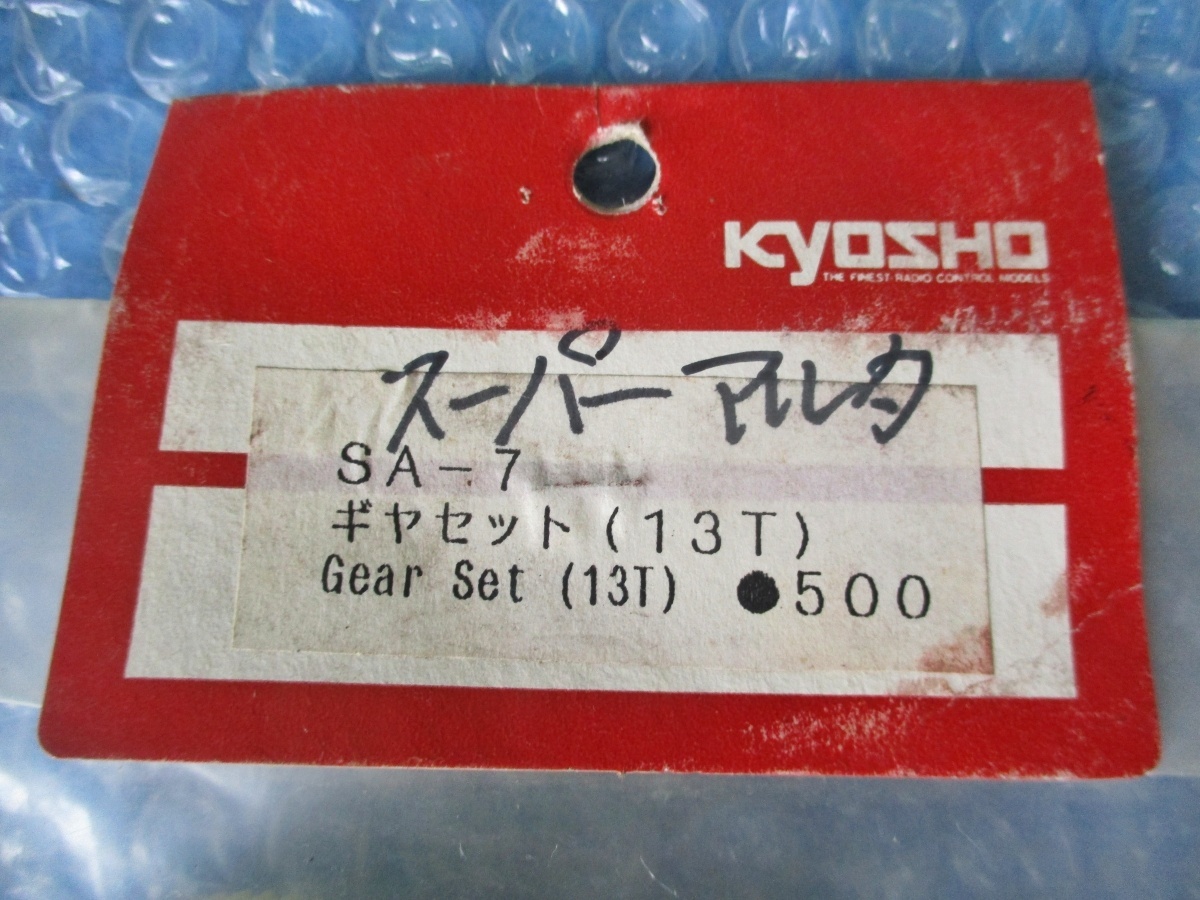 KYOSHO
THE FINEST RADIO CONTROL MODELS
スーパーアルタ
SA-7
ギヤセット(13T)
Gear Set (13T) ●500